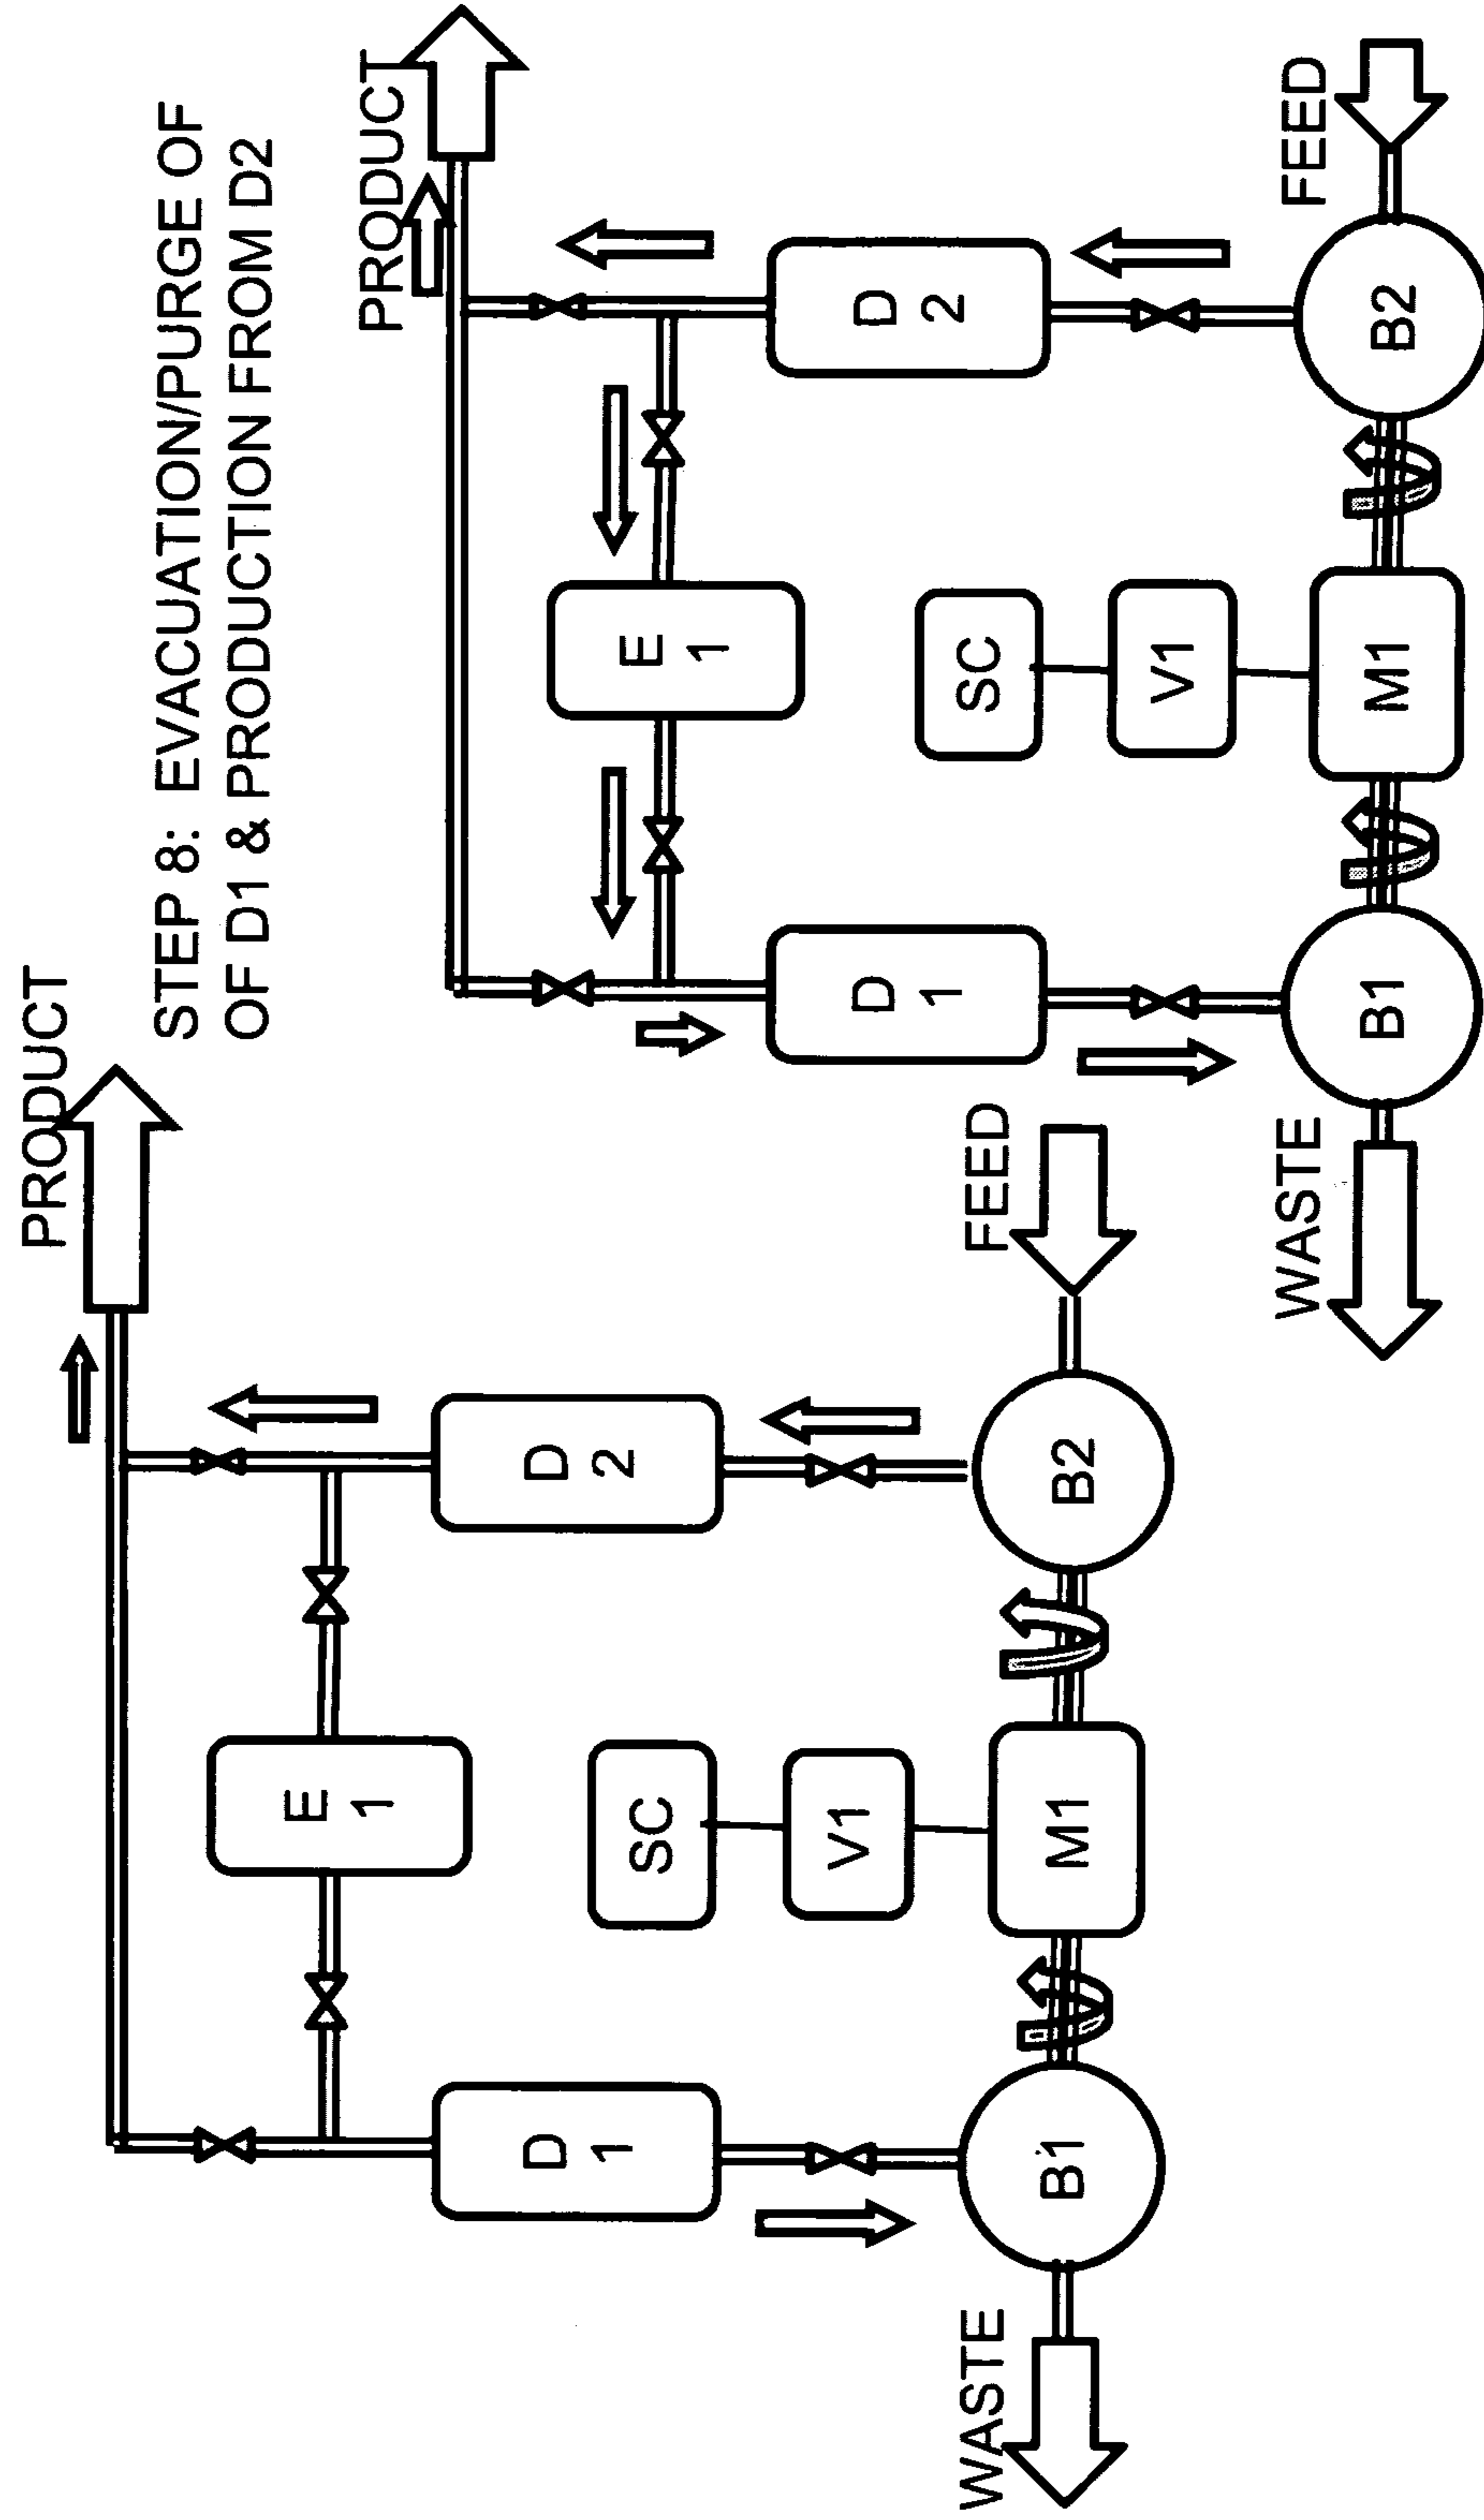 PRODUCT
E
1
D
1
D
2
SC
V1
WASTE
FEED
B1
M1
B2
STEP 8: EVACUATION/PURGE OF
OF D1 & PRODUCTION FROM D2
PRODUCT
E
1
D
1
D
2
SC
V1
WASTE
FEED
B1
M1
B2